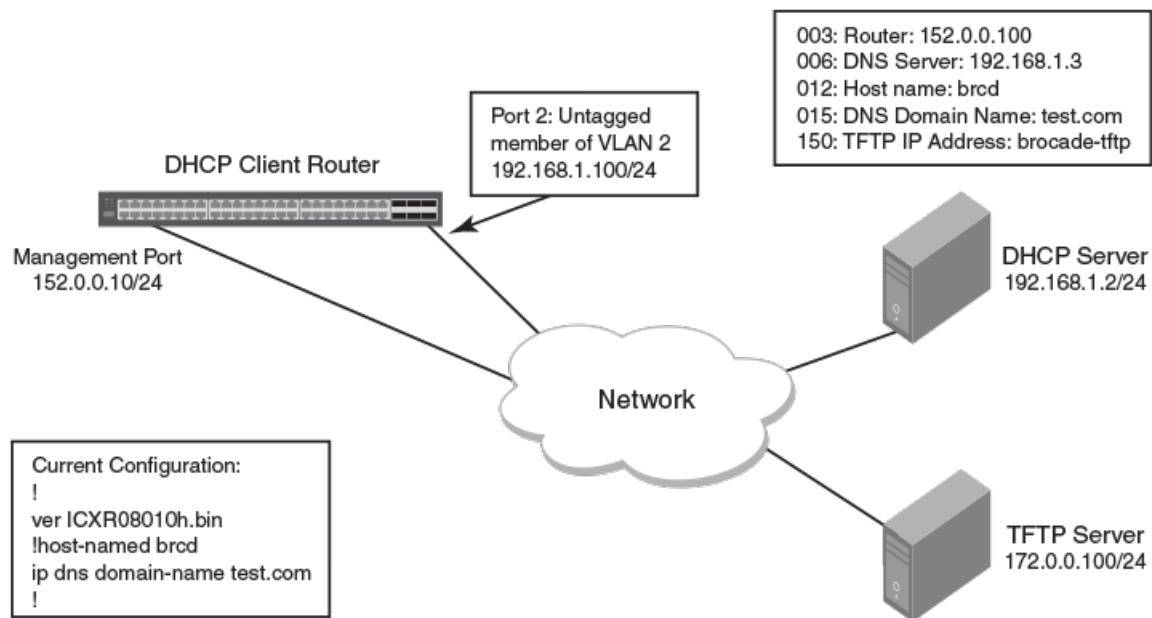 003: Router: 152.0.0.100
006: DNS Server: 192.168.1.3
012: Host name: brcd
015: DNS Domain Name: test.com
150: TFTP IP Address: brocade-tftp
Port 2: Untagged
member of VLAN 2
192.168.1.100/24
DHCP Client Router
Management Port
152.0.0.10/24
DHCP Server
192.168.1.2/24
Network
Current Configuration:
!
ver ICXR08010h.bin
!host-named brcd
ip dns domain-name test.com
!
TFTP Server
172.0.0.100/24